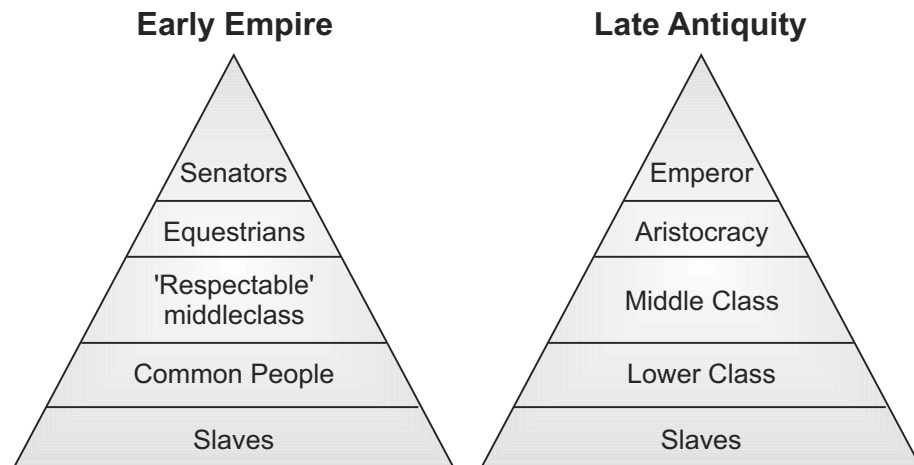 Early Empire
Senators
Equestrians
'Respectable'
middleclass
Common People
Slaves
Late Antiquity
Emperor
Aristocracy
Middle Class
Lower Class
Slaves